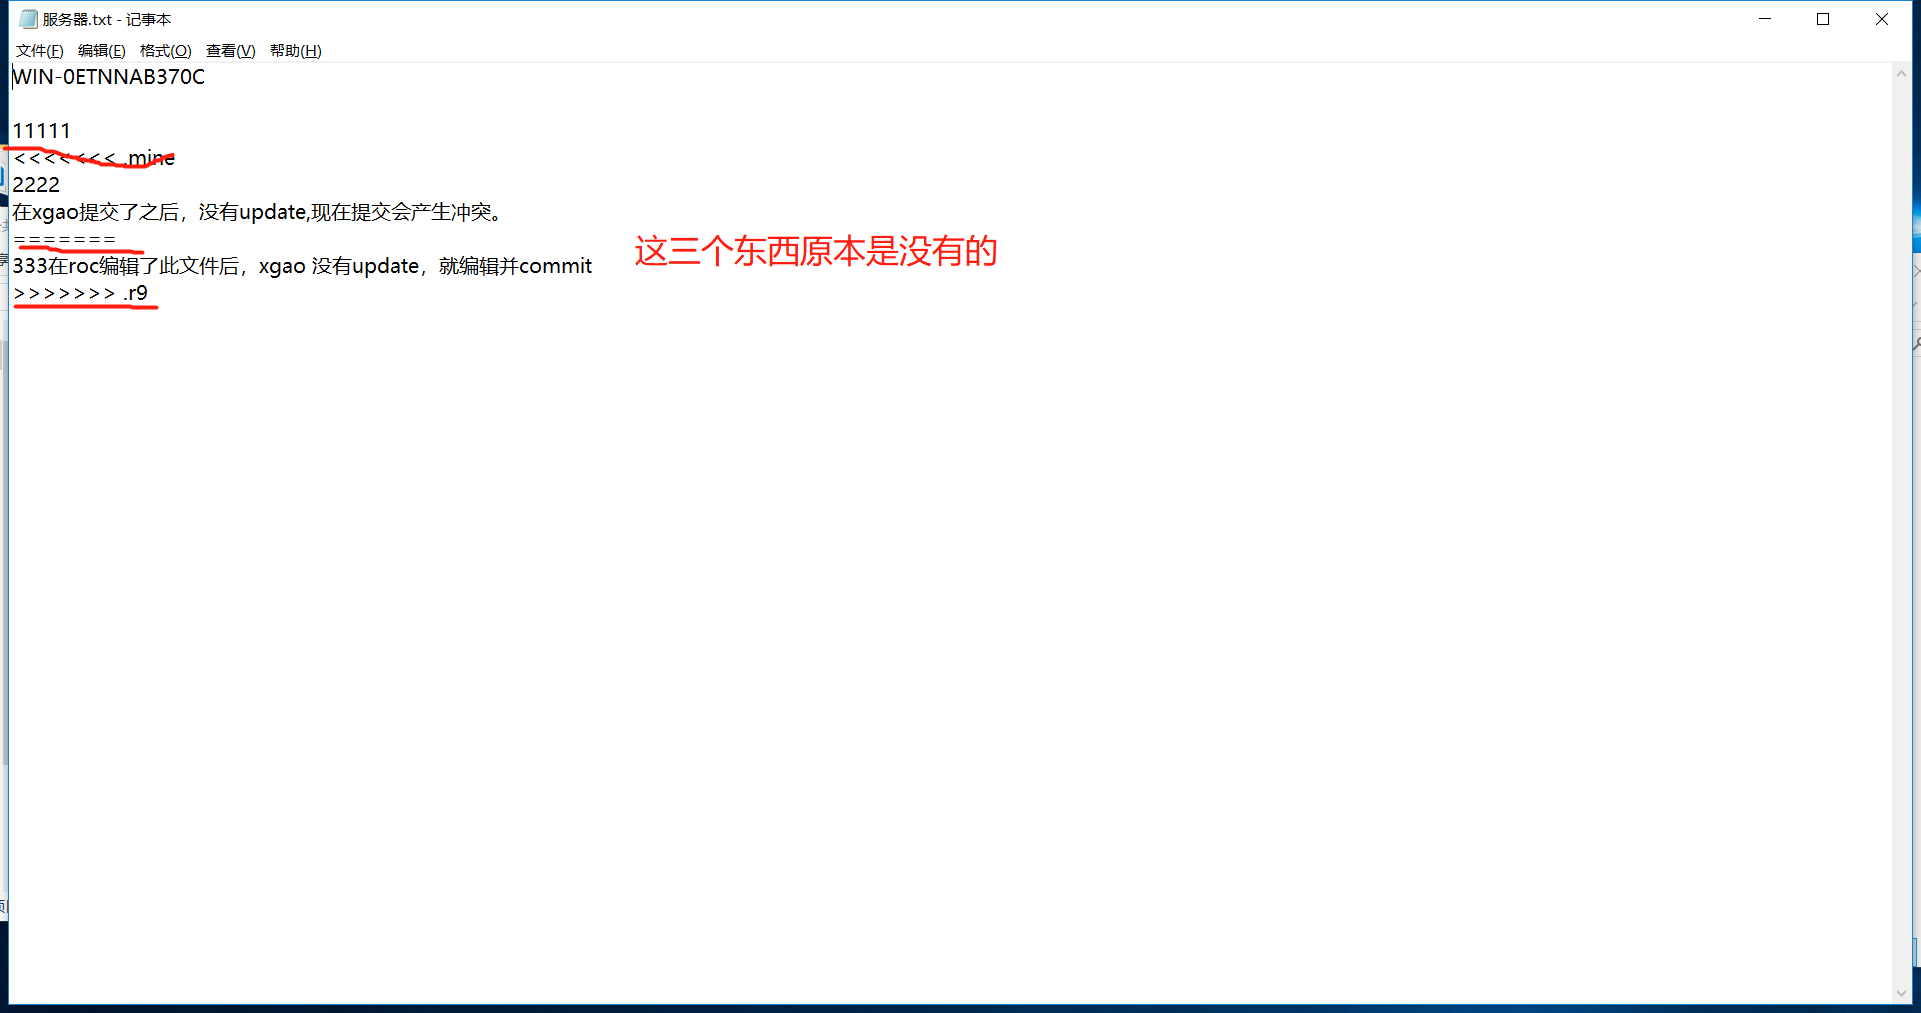 服务器.txt - 记事本
文件(F) 编辑(E) 格式(O) 查看(V) 帮助(H)
WIN-0ETNNAB370C
11111
<<<<<<< .mine
2222
在xgao提交了之后，没有update,现在提交会产生冲突。
=======
这三个东西原本是没有的
333在roc编辑了此文件后，xgao 没有update，就编辑并commit
>>>>>>> .r9